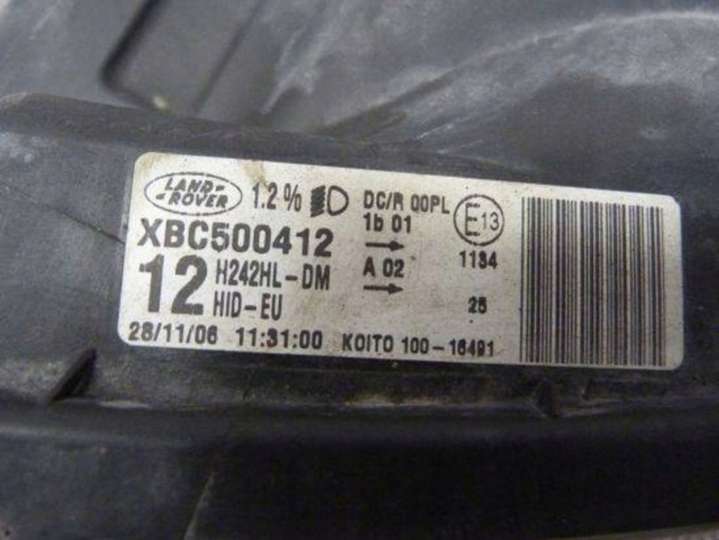 LAND-
ROVER
1.2%
DC/R 00PL
E13
XBC500412
1b 01
1134
12
H242HL-DM
A 02
HID-EU
25
28/11/06 11:31:00 KOITO 100-16491